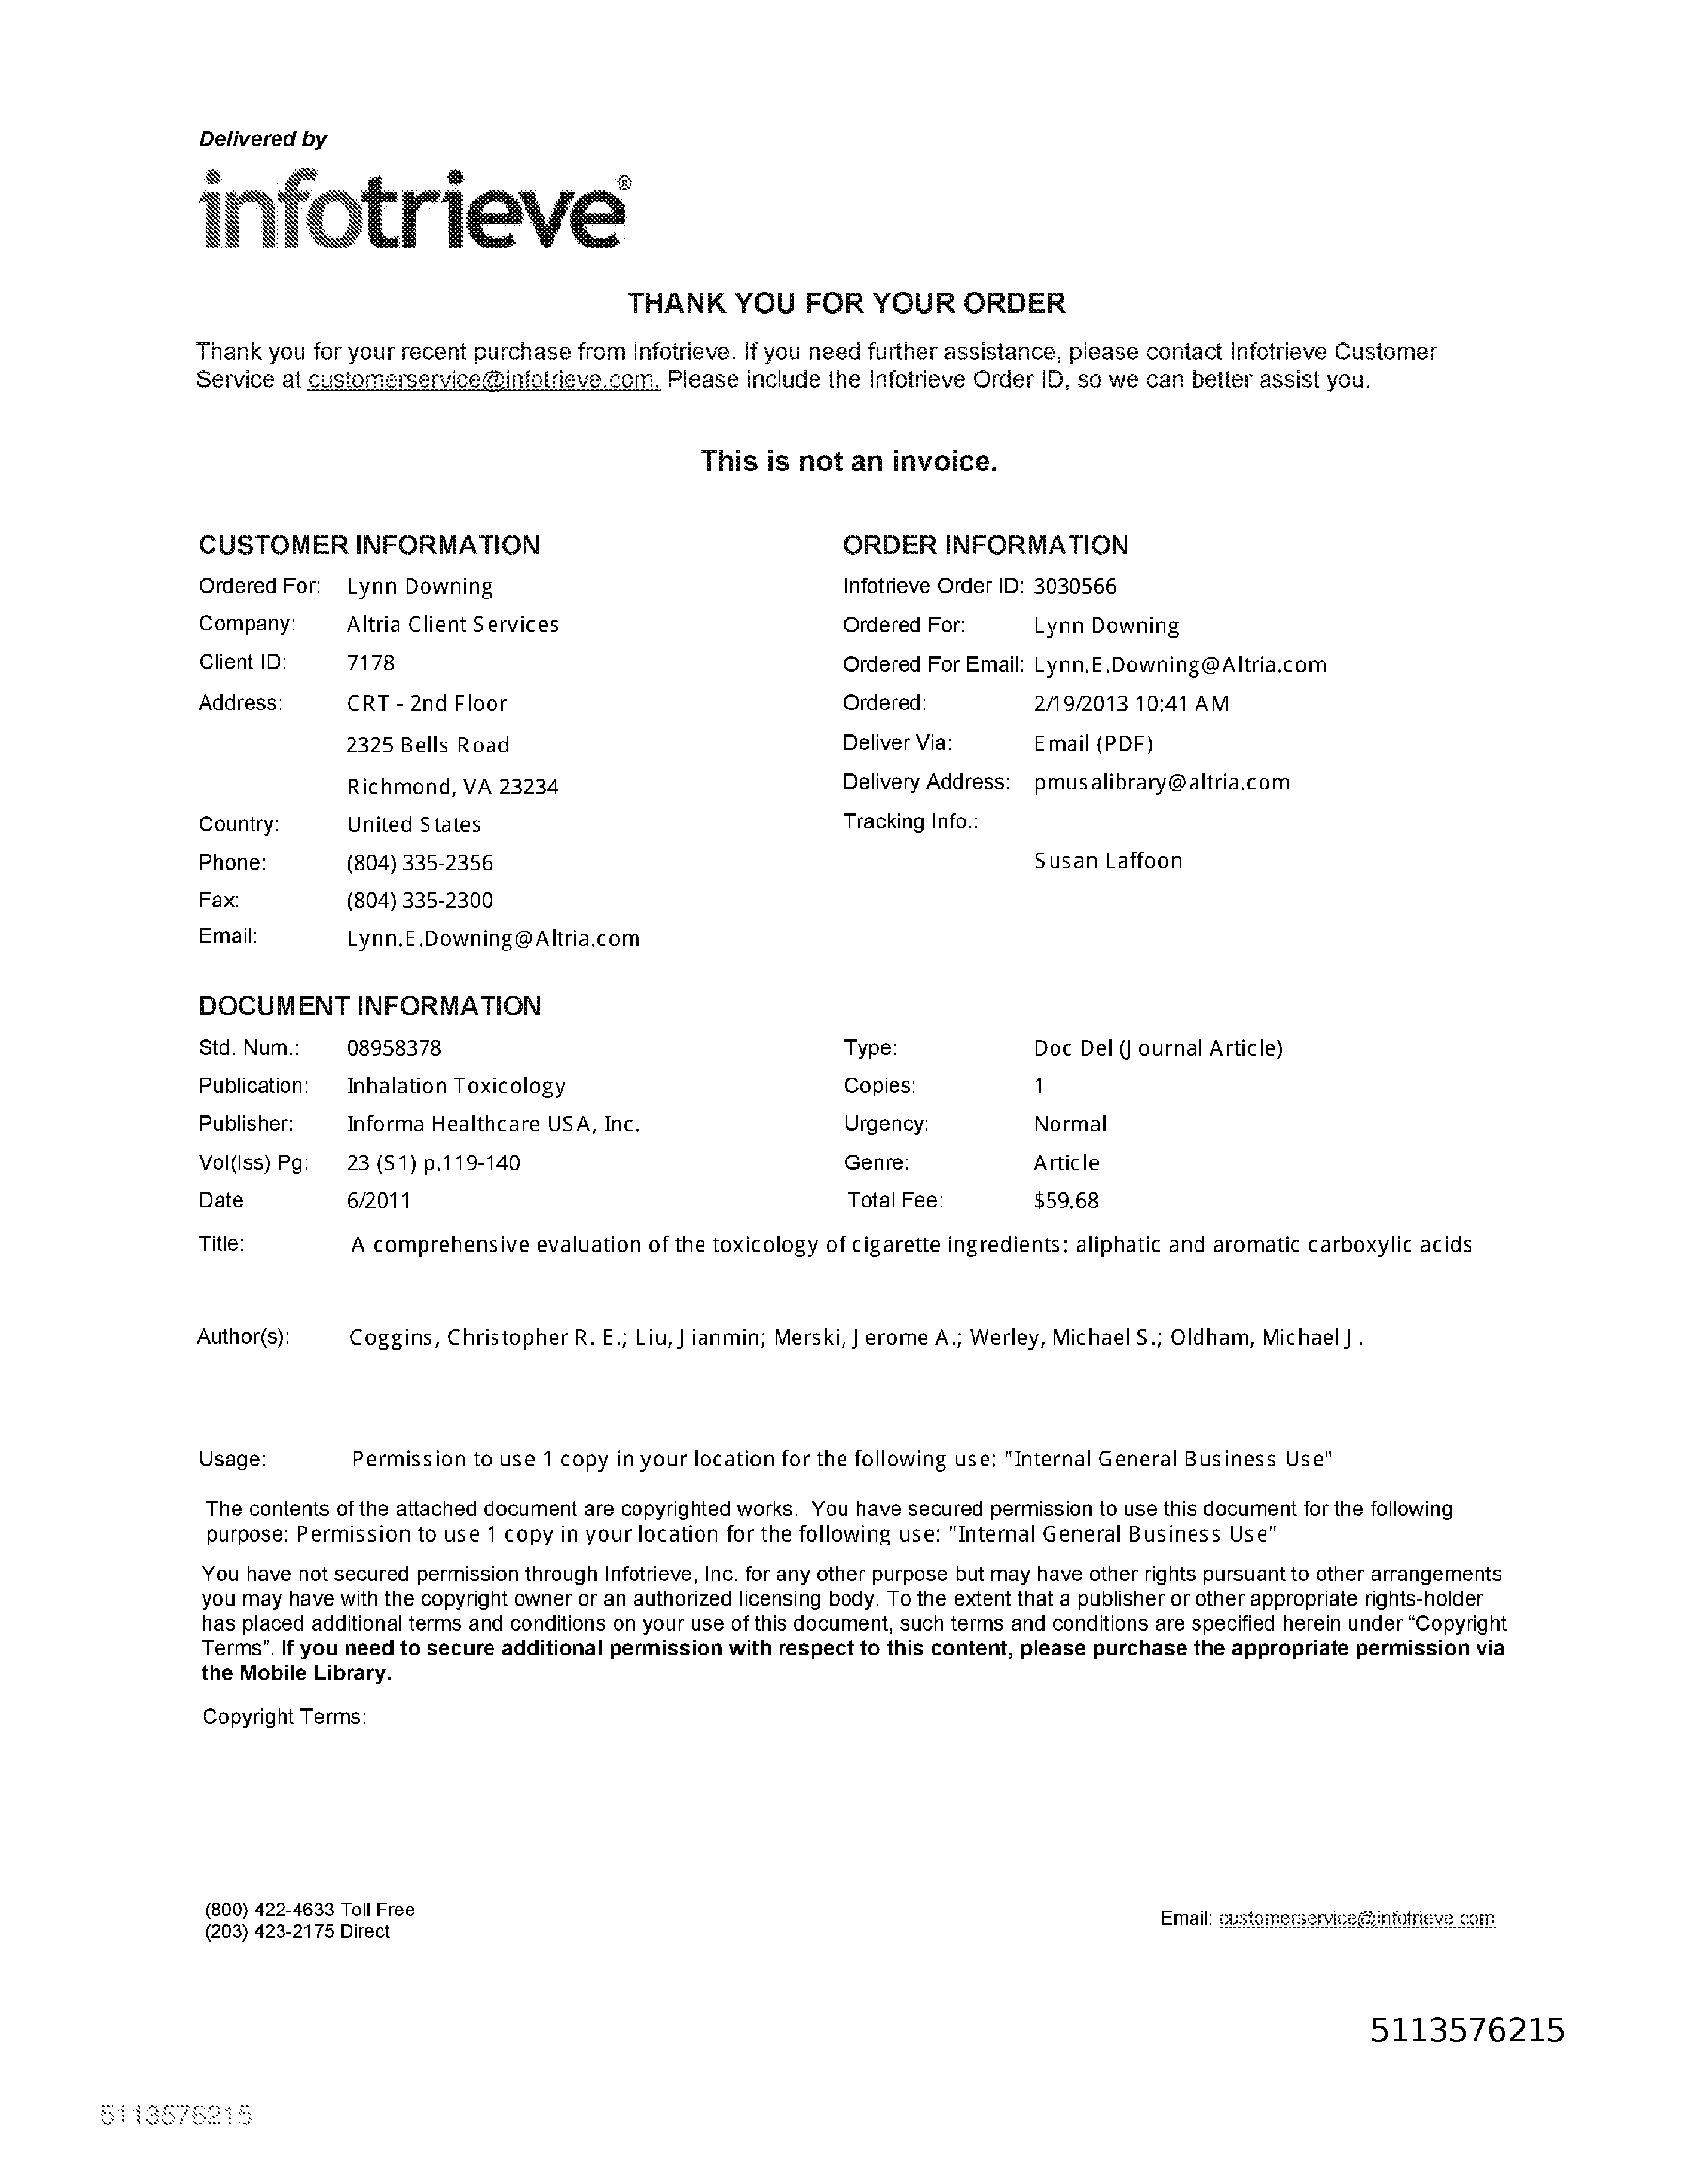 Delivered by
infotrieve®
THANK YOU FOR YOUR ORDER
Thank you for your recent purchase from Infotrieve. If you need further assistance, please contact Infotrieve Customer
Service at customerservice@infotrieve.com. Please include the Infotrieve Order ID, so we can better assist you.
This is not an invoice.
CUSTOMER INFORMATION
Ordered For: Lynn Downing
Company: Altria Client Services
Client ID: 7178
Address: CRT - 2nd Floor
2325 Bells Road
Richmond, VA 23234
Country: United States
Phone: (804) 335-2356
Fax: (804) 335-2300
Email: Lynn.E.Downing@Altria.com
ORDER INFORMATION
Infotrieve Order ID: 3030566
Ordered For: Lynn Downing
Ordered For Email: Lynn.E.Downing@Altria.com
Ordered: 2/19/2013 10:41 AM
Deliver Via: Email (PDF)
Delivery Address: pmusalibrary@altria.com
Tracking Info.:
Susan Laffoon
DOCUMENT INFORMATION
Std. Num.: 08958378
Publication: Inhalation Toxicology
Publisher: Informa Healthcare USA, Inc.
Vol(Iss) Pg: 23 (S1) p.119-140
Date 6/2011
Type: Doc Del (Journal Article)
Copies: 1
Urgency: Normal
Genre: Article
Total Fee: $59.68
Title: A comprehensive evaluation of the toxicology of cigarette ingredients: aliphatic and aromatic carboxylic acids
Author(s): Coggins, Christopher R. E.; Liu, Jianmin; Merski, Jerome A.; Werley, Michael S.; Oldham, Michael J.
Usage: Permission to use 1 copy in your location for the following use: "Internal General Business Use"
The contents of the attached document are copyrighted works. You have secured permission to use this document for the following
purpose: Permission to use 1 copy in your location for the following use: "Internal General Business Use"
You have not secured permission through Infotrieve, Inc. for any other purpose but may have other rights pursuant to other arrangements
you may have with the copyright owner or an authorized licensing body. To the extent that a publisher or other appropriate rights-holder
has placed additional terms and conditions on your use of this document, such terms and conditions are specified herein under “Copyright
Terms”. If you need to secure additional permission with respect to this content, please purchase the appropriate permission via
the Mobile Library.
Copyright Terms:
(800) 422-4633 Toll Free
(203) 423-2175 Direct
Email: customerservice@infotrieve.com
5113576215
5113576215